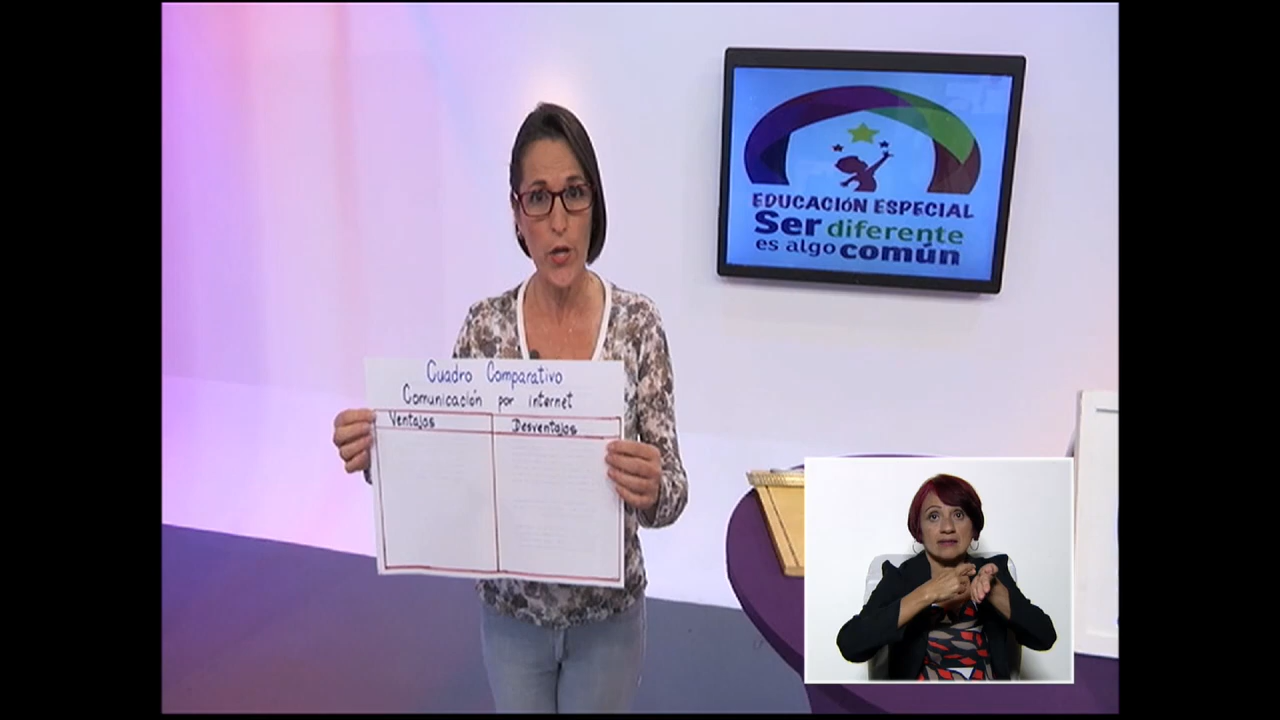 EDUCACIÓN ESPECIAL
Ser diferente
es algo común
Cuadro Comparativo
Comunicación por internet
Ventajas
Desventajas